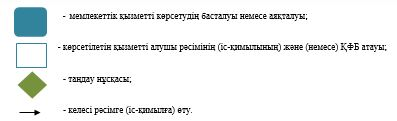 - мемлекеттік қызметті көрсетудің басталуы немесе аяқталуы;
- көрсетілетін қызметті алушы рәсімінің (іс-қимылының) және (немесе) ҚФБ атауы;
- таңдау нұсқасы;
- келесі рәсімге (іс-қимылға) өту.